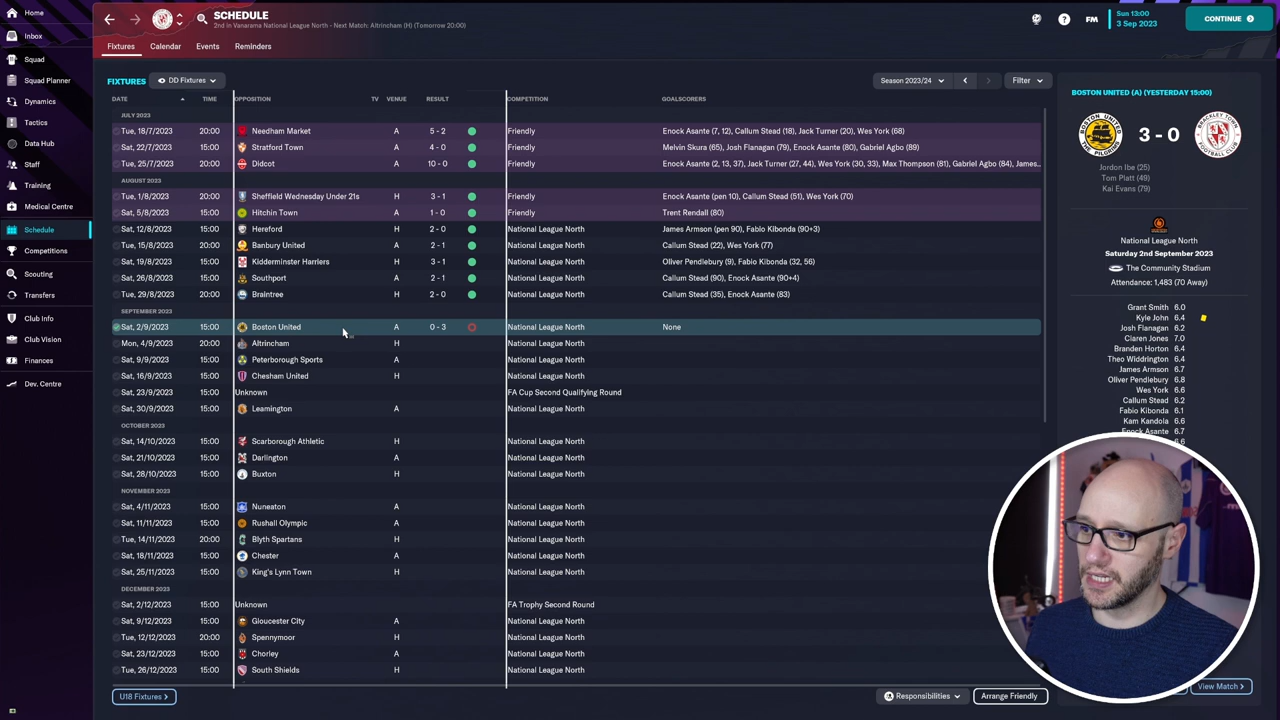 Home
Inbox
Squad
Squad Planner
Dynamics
Tactics
Data Hub
Staff
Training
Medical Centre
Schedule
Competitions
Scouting
Transfers
Club Info
Club Vision
Finances
Dev. Centre
SCHEDULE
2nd in Vanarama National League North - Next Match: Altrincham (H) (Tomorrow 20:00)
FM
Sun 13:00
3 Sep 2023
CONTINUE
Fixtures Calendar Events Reminders
FIXTURES DD Fixtures Season 2023/24 Filter
DATE TIME OPPOSITION TV VENUE RESULT COMPETITION GOALSCORERS
JULY 2023
Tue, 18/7/2023 20:00 Needham Market A 5 - 2 Friendly Enock Asante (7, 12), Callum Stead (18), Jack Turner (20), Wes York (68)
Sat, 22/7/2023 15:00 Stratford Town A 4 - 0 Friendly Melvin Skura (65), Josh Flanagan (79), Enock Asante (80), Gabriel Agbo (89)
Tue, 25/7/2023 20:00 Didcot A 10 - 0 Friendly Enock Asante (2, 13, 37), Jack Turner (27, 44), Wes York (30, 33), Max Thompson (81), Gabriel Agbo (84), James...
AUGUST 2023
Tue, 1/8/2023 20:00 Sheffield Wednesday Under 21s H 3 - 1 Friendly Enock Asante (pen 10), Callum Stead (51), Wes York (70)
Sat, 5/8/2023 15:00 Hitchin Town A 1 - 0 Friendly Trent Rendall (80)
Sat, 12/8/2023 15:00 Hereford H 2 - 0 National League North James Armson (pen 90), Fabio Kibonda (90+3)
Tue, 15/8/2023 20:00 Banbury United A 2 - 1 National League North Callum Stead (22), Wes York (77)
Sat, 19/8/2023 15:00 Kidderminster Harriers H 3 - 1 National League North Oliver Pendlebury (9), Fabio Kibonda (32, 56)
Sat, 26/8/2023 15:00 Southport A 2 - 1 National League North Callum Stead (90), Enock Asante (90+4)
Tue, 29/8/2023 20:00 Braintree H 2 - 0 National League North Callum Stead (35), Enock Asante (83)
SEPTEMBER 2023
Sat, 2/9/2023 15:00 Boston United A 0 - 3 National League North None
Mon, 4/9/2023 20:00 Altrincham H National League North
Sat, 9/9/2023 15:00 Peterborough Sports A National League North
Sat, 16/9/2023 15:00 Chesham United H National League North
Sat, 23/9/2023 15:00 Unknown FA Cup Second Qualifying Round
Sat, 30/9/2023 15:00 Leamington A National League North
OCTOBER 2023
Sat, 14/10/2023 15:00 Scarborough Athletic H National League North
Sat, 21/10/2023 15:00 Darlington A National League North
Sat, 28/10/2023 15:00 Buxton H National League North
NOVEMBER 2023
Sat, 4/11/2023 15:00 Nuneaton A National League North
Sat, 11/11/2023 15:00 Rushall Olympic A National League North
Tue, 14/11/2023 20:00 Blyth Spartans H National League North
Sat, 18/11/2023 15:00 Chester A National League North
Sat, 25/11/2023 15:00 King's Lynn Town H National League North
DECEMBER 2023
Sat, 2/12/2023 15:00 Unknown FA Trophy Second Round
Sat, 9/12/2023 15:00 Gloucester City A National League North
Tue, 12/12/2023 20:00 Spennymoor H National League North
Sat, 23/12/2023 15:00 Chorley A National League North
Tue, 26/12/2023 15:00 South Shields H National League North
U18 Fixtures Responsibilities Arrange Friendly
BOSTON UNITED (A) (YESTERDAY 15:00)
3 - 0
Jordon Ibe (25)
Tom Platt (49)
Kai Evans (79)
National League North
Saturday 2nd September 2023
The Community Stadium
Attendance: 1,483 (70 Away)
Grant Smith 6.0
Kyle John 6.4
Josh Flanagan 6.2
Ciaren Jones 7.0
Branden Horton 6.4
Theo Widdrington 6.4
James Armson 6.7
Oliver Pendlebury 6.8
Wes York 6.6
Callum Stead 6.2
Fabio Kibonda 6.1
Kam Kandola 6.6
Enock Asante 6.7
6.6
View Match